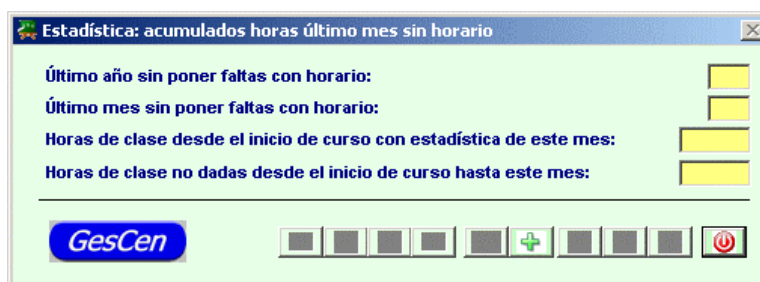 Estadística: acumulados horas último mes sin horario
Último año sin poner faltas con horario:
Último mes sin poner faltas con horario:
Horas de clase desde el inicio de curso con estadística de este mes:
Horas de clase no dadas desde el inicio de curso hasta este mes:
GesCen